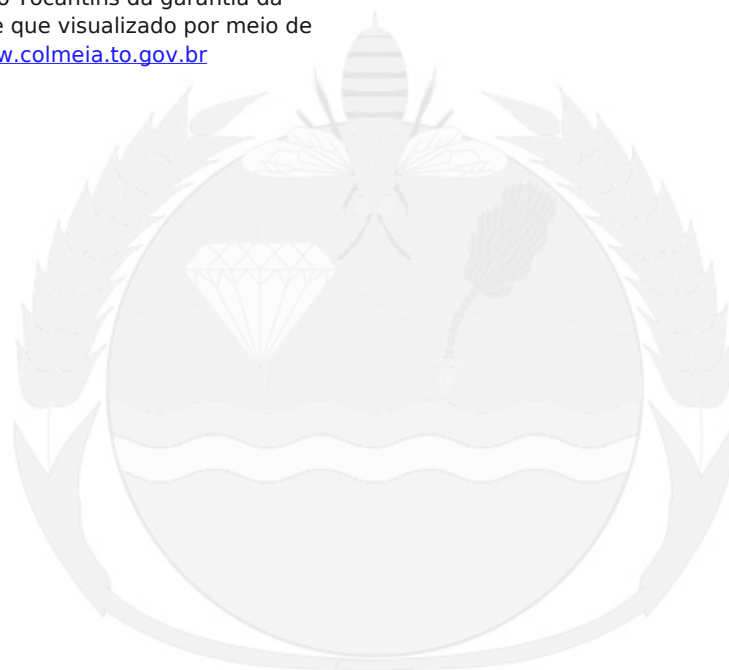 Tocantins da garantia da
que visualizado por meio de
w.colmeia.to.gov.br